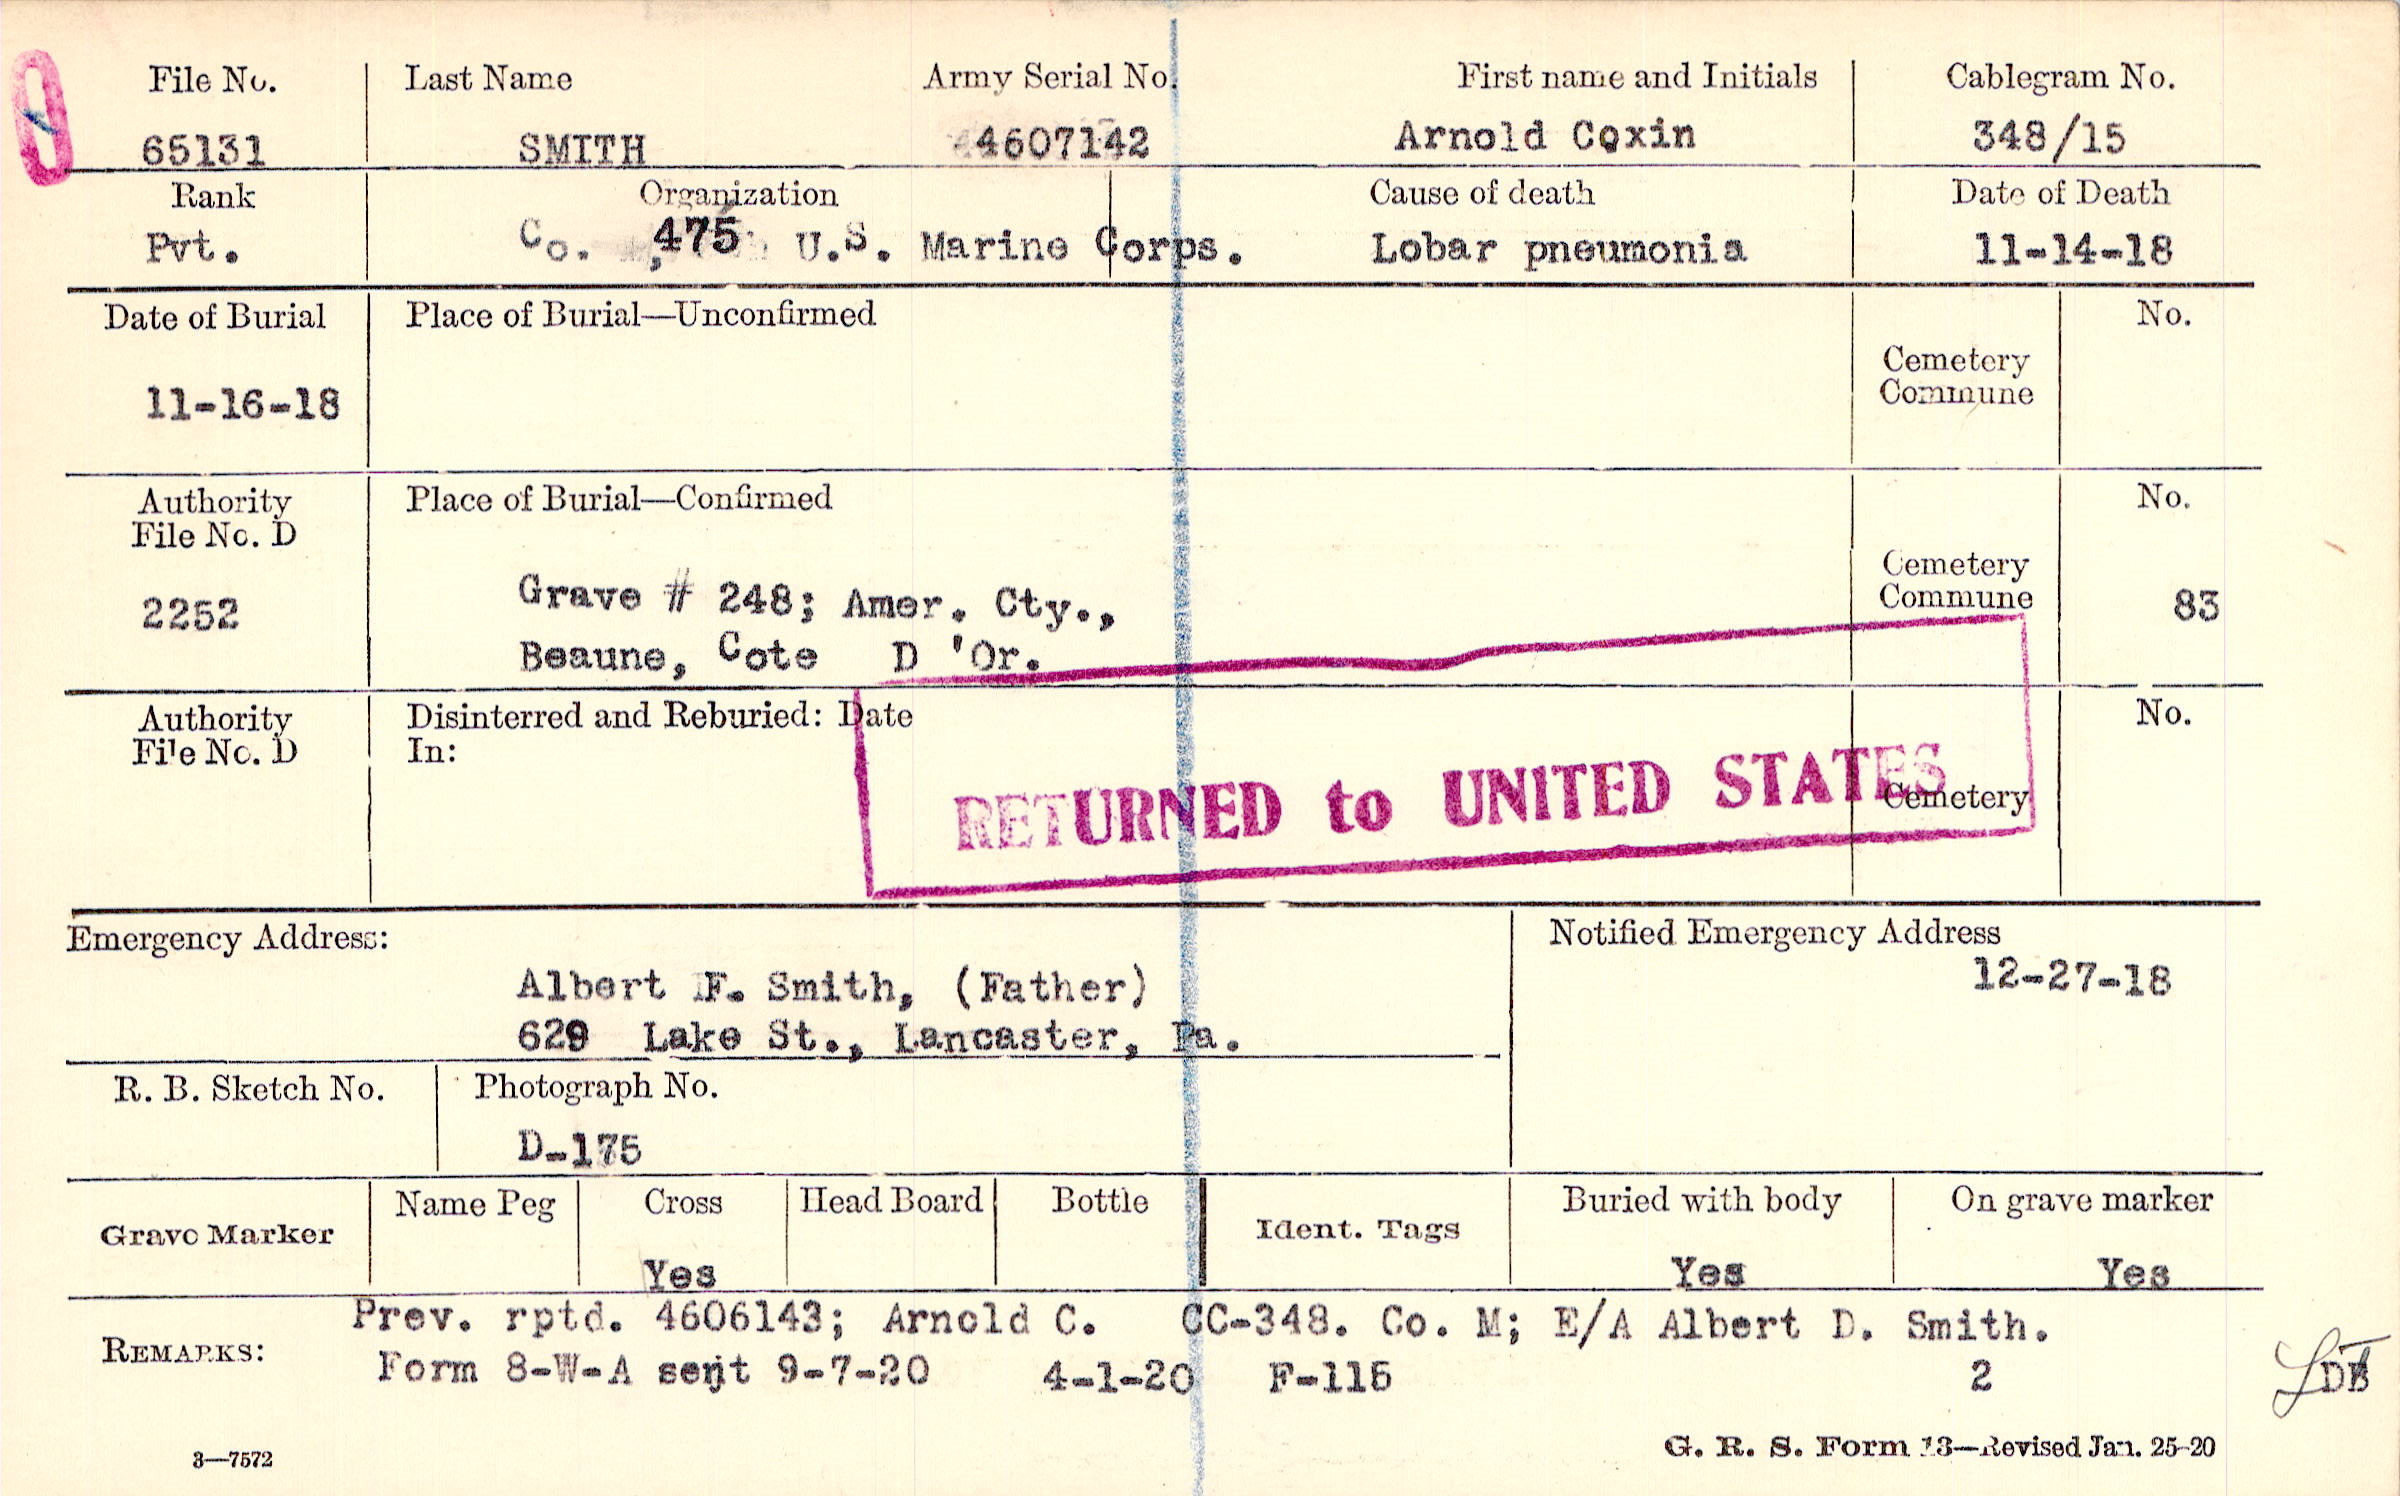 File No. Last Name Army Serial No. First name and Initials Cablegram No.
65131 SMITH 4607142 Arnold Coxin 348/15
Rank Organization Cause of death Date of Death
Pvt. Co. ,475 U.S. Marine Corps. Lobar pneumonia 11-14-18
Date of Burial Place of Burial—Unconfirmed No.
Cemetery
Commune
11-16-18
Authority Place of Burial—Confirmed No.
File No. D
Cemetery
Commune
2252 Grave # 248; Amer. Cty., 83
Beaune, Cote D 'Or.
Authority Disinterred and Reburied: Date No.
File No. D In:
RETURNED to UNITED STATES
Cemetery
Emergency Address: Notified Emergency Address
Albert F. Smith, (Father) 12-27-18
629 Lake St., Lancaster, Pa.
R. B. Sketch No. Photograph No.
D-175
Grave Marker Name Peg Cross Head Board Bottle Ident. Tags Buried with body On grave marker
Yes Yes Yes
Prev. rptd. 4606143; Arnold C. CC-348. Co. M; E/A Albert D. Smith.
REMARKS:
Form 8-W-A sent 9-7-20 4-1-20 F-115 2
3—7572 G. R. S. Form 13—Revised Jan. 25-20